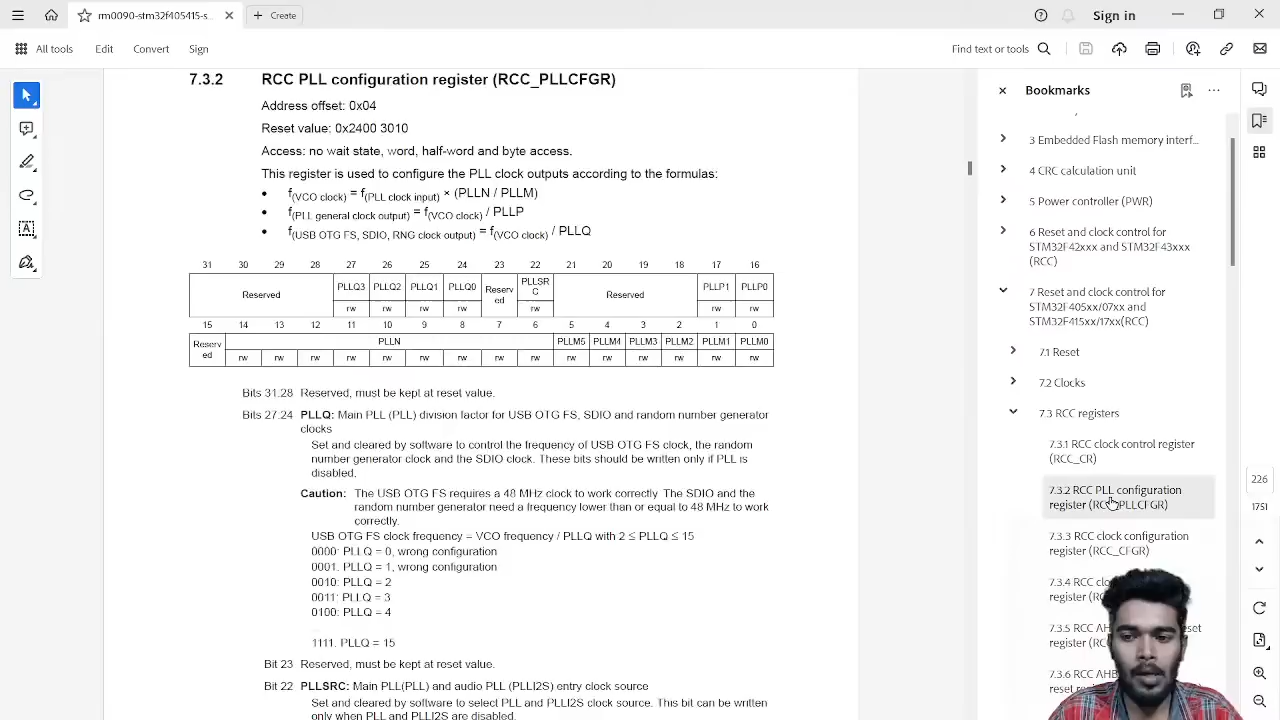 rm0090-stm32f405415-s...
Create
Sign in
All tools
Edit
Convert
Sign
Find text or tools
7.3.2 RCC PLL configuration register (RCC_PLLCFGR)
Address offset: 0x04
Reset value: 0x2400 3010
Access: no wait state, word, half-word and byte access.
This register is used to configure the PLL clock outputs according to the formulas:
• f(VCO clock) = f(PLL clock input) × (PLLN / PLLM)
• f(PLL general clock output) = f(VCO clock) / PLLP
• f(USB OTG FS, SDIO, RNG clock output) = f(VCO clock) / PLLQ
31 30 29 28 27 26 25 24 23 22 21 20 19 18 17 16
Reserved PLLQ3 PLLQ2 PLLQ1 PLLQ0 Reserv
ed PLLSR
C Reserved PLLP1 PLLP0
rw rw rw rw rw rw rw
15 14 13 12 11 10 9 8 7 6 5 4 3 2 1 0
Reserv
ed PLLN PLLM5 PLLM4 PLLM3 PLLM2 PLLM1 PLLM0
rw rw rw rw rw rw rw rw rw rw rw rw rw rw rw
Bits 31:28 Reserved, must be kept at reset value.
Bits 27:24 PLLQ: Main PLL (PLL) division factor for USB OTG FS, SDIO and random number generator
clocks
Set and cleared by software to control the frequency of USB OTG FS clock, the random
number generator clock and the SDIO clock. These bits should be written only if PLL is
disabled.
Caution: The USB OTG FS requires a 48 MHz clock to work correctly. The SDIO and the
random number generator need a frequency lower than or equal to 48 MHz to work
correctly.
USB OTG FS clock frequency = VCO frequency / PLLQ with 2 ≤ PLLQ ≤ 15
0000: PLLQ = 0, wrong configuration
0001: PLLQ = 1, wrong configuration
0010: PLLQ = 2
0011: PLLQ = 3
0100: PLLQ = 4
1111: PLLQ = 15
Bit 23 Reserved, must be kept at reset value.
Bit 22 PLLSRC: Main PLL(PLL) and audio PLL (PLLI2S) entry clock source
Set and cleared by software to select PLL and PLLI2S clock source. This bit can be written
only when PLL and PLLI2S are disabled.
Bookmarks
3 Embedded Flash memory interf...
4 CRC calculation unit
5 Power controller (PWR)
6 Reset and clock control for
STM32F42xxx and STM32F43xxx
(RCC)
7 Reset and clock control for
STM32F405xx/07xx and
STM32F415xx/17xx(RCC)
7.1 Reset
7.2 Clocks
7.3 RCC registers
7.3.1 RCC clock control register
(RCC_CR)
7.3.2 RCC PLL configuration
register (RCC_PLLCFGR)
7.3.3 RCC clock configuration
register (RCC_CFGR)
7.3.4 RCC
register
7.3.5 RCC AH eset
register
7.3.6 RCC AHB
reset
226
1751